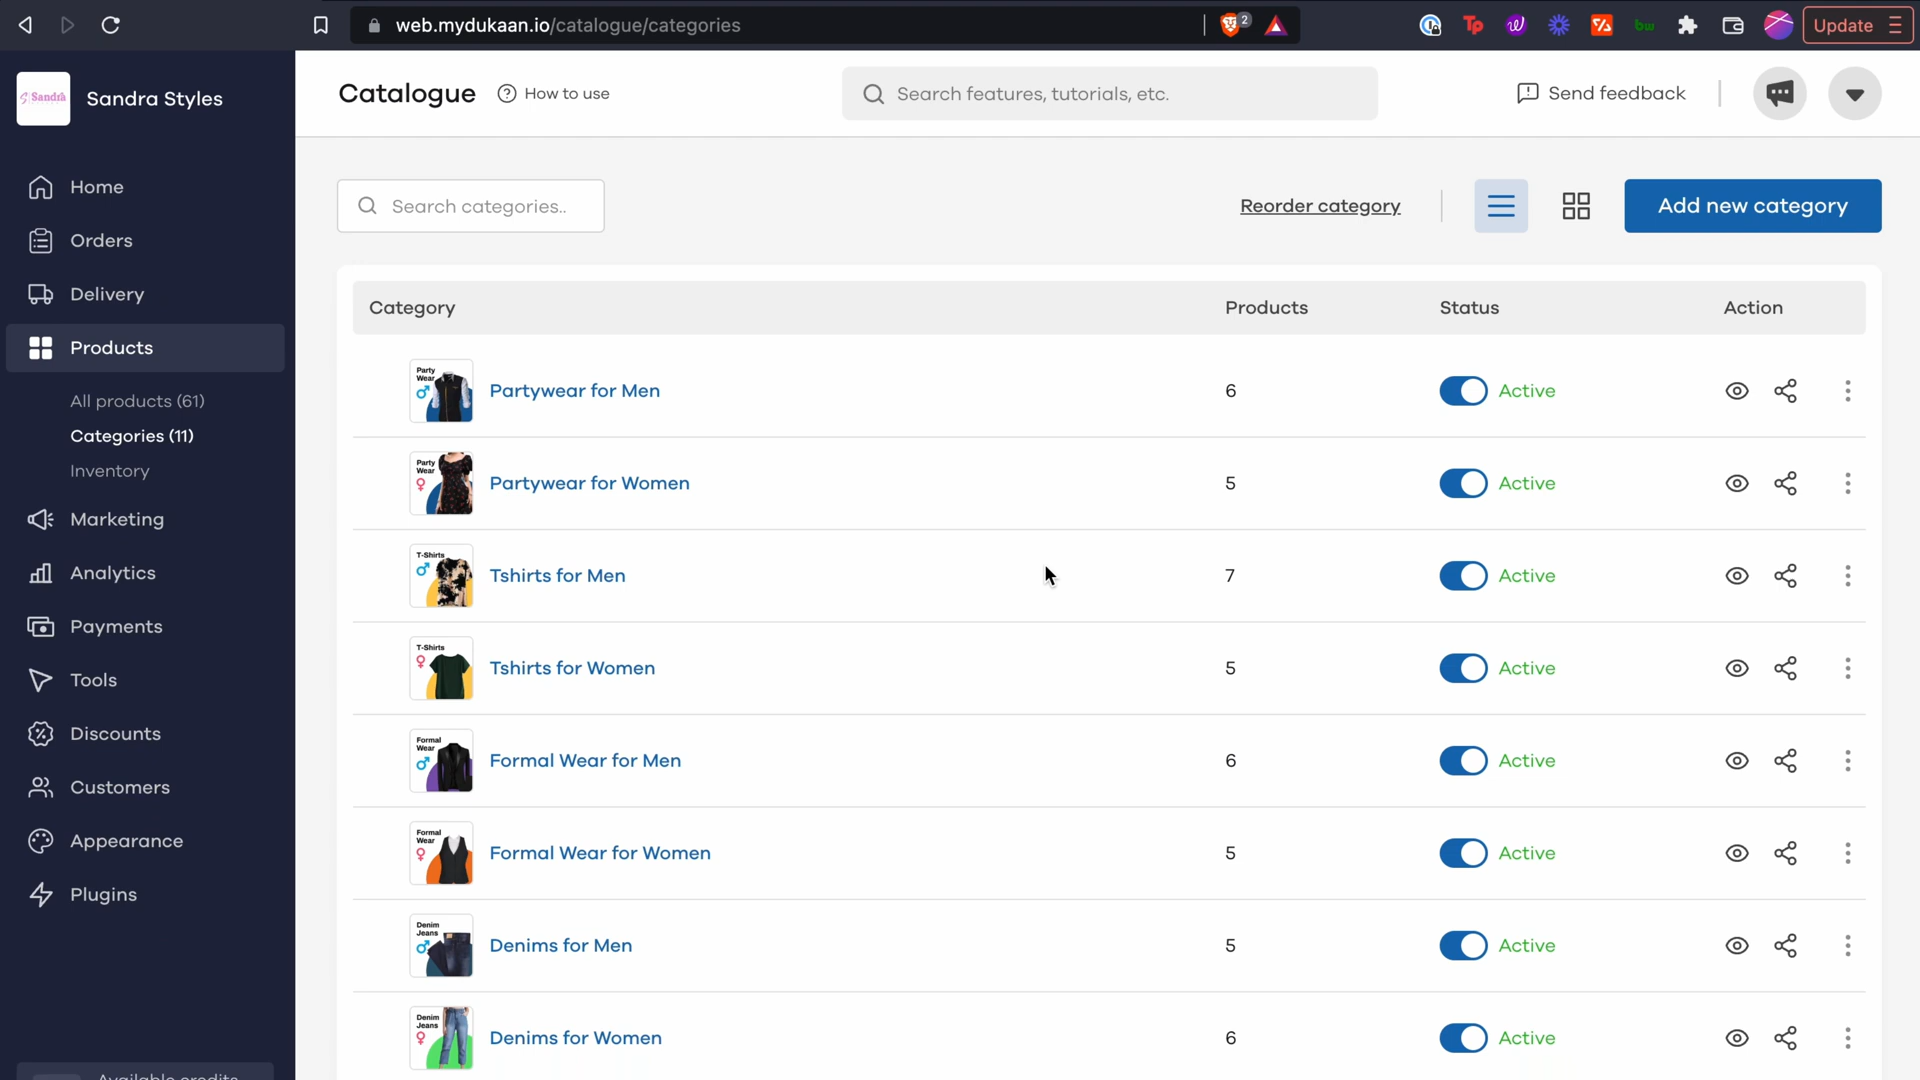 web.mydukaan.io/catalogue/categories
2
Update
Sandra
Sandra Styles
Catalogue
How to use
Search features, tutorials, etc.
Send feedback
Home
Orders
Delivery
Products
All products (61)
Categories (11)
Inventory
Marketing
Analytics
Payments
Tools
Discounts
Customers
Appearance
Plugins
Available credits
Search categories..
Reorder category
Add new category
Category Products Status Action
Party
Wear
Partywear for Men 6 Active
Party
Wear
Partywear for Women 5 Active
T-Shirts
Tshirts for Men 7 Active
T-Shirts
Tshirts for Women 5 Active
Formal
Wear
Formal Wear for Men 6 Active
Formal
Wear
Formal Wear for Women 5 Active
Denim
Jeans
Denims for Men 5 Active
Denim
Jeans
Denims for Women 6 Active